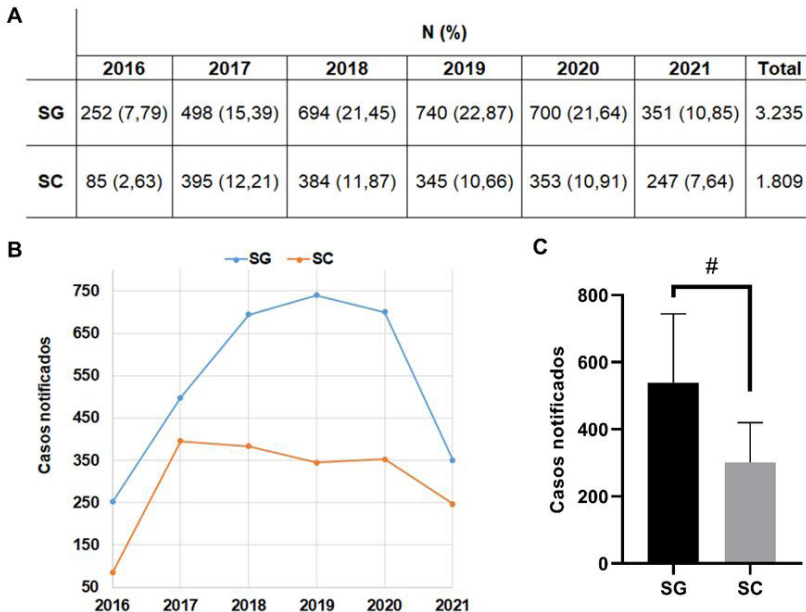 A
N (%)
2016 2017 2018 2019 2020 2021 Total
SG 252 (7,79) 498 (15,39) 694 (21,45) 740 (22,87) 700 (21,64) 351 (10,85) 3.235
SC 85 (2,63) 395 (12,21) 384 (11,87) 345 (10,66) 353 (10,91) 247 (7,64) 1.809
B
SG SC
Casos notificados
750
650
550
450
350
250
150
50
2016 2017 2018 2019 2020 2021
C
#
Casos notificados
800
600
400
200
0
SG SC